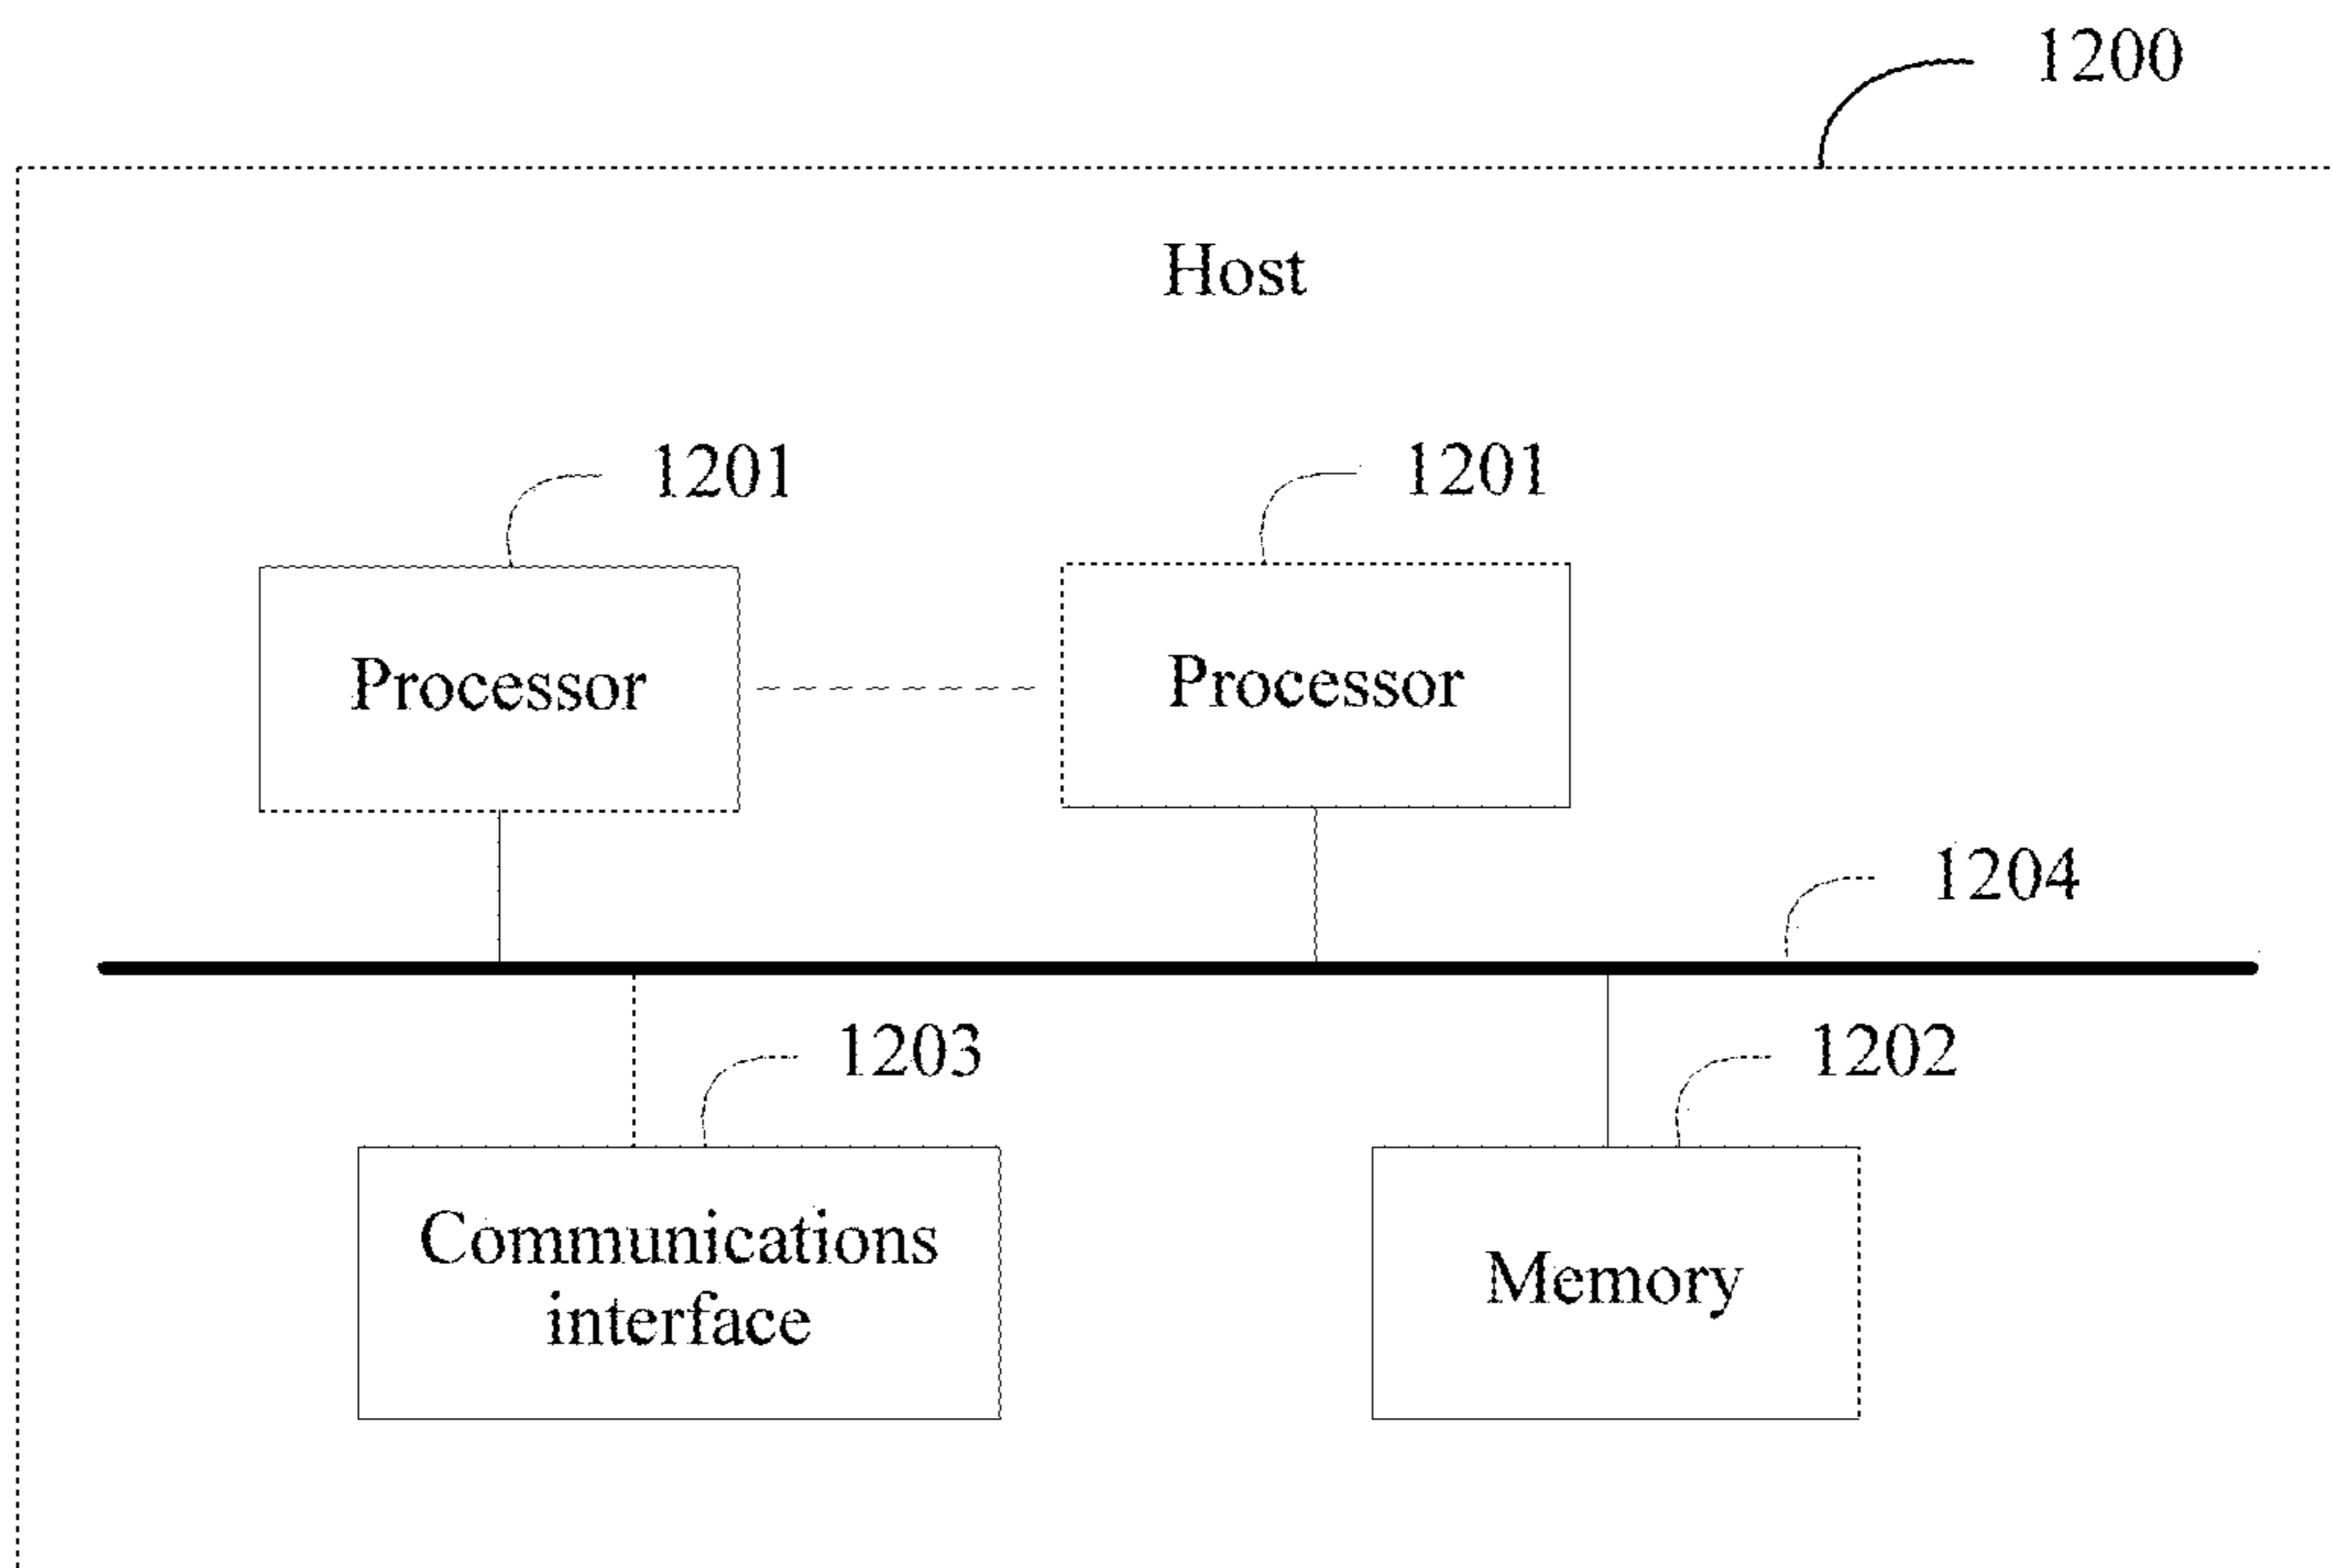 1200
Host
1201
1201
Processor
Processor
1204
1203
1202
Communications
interface
Memory